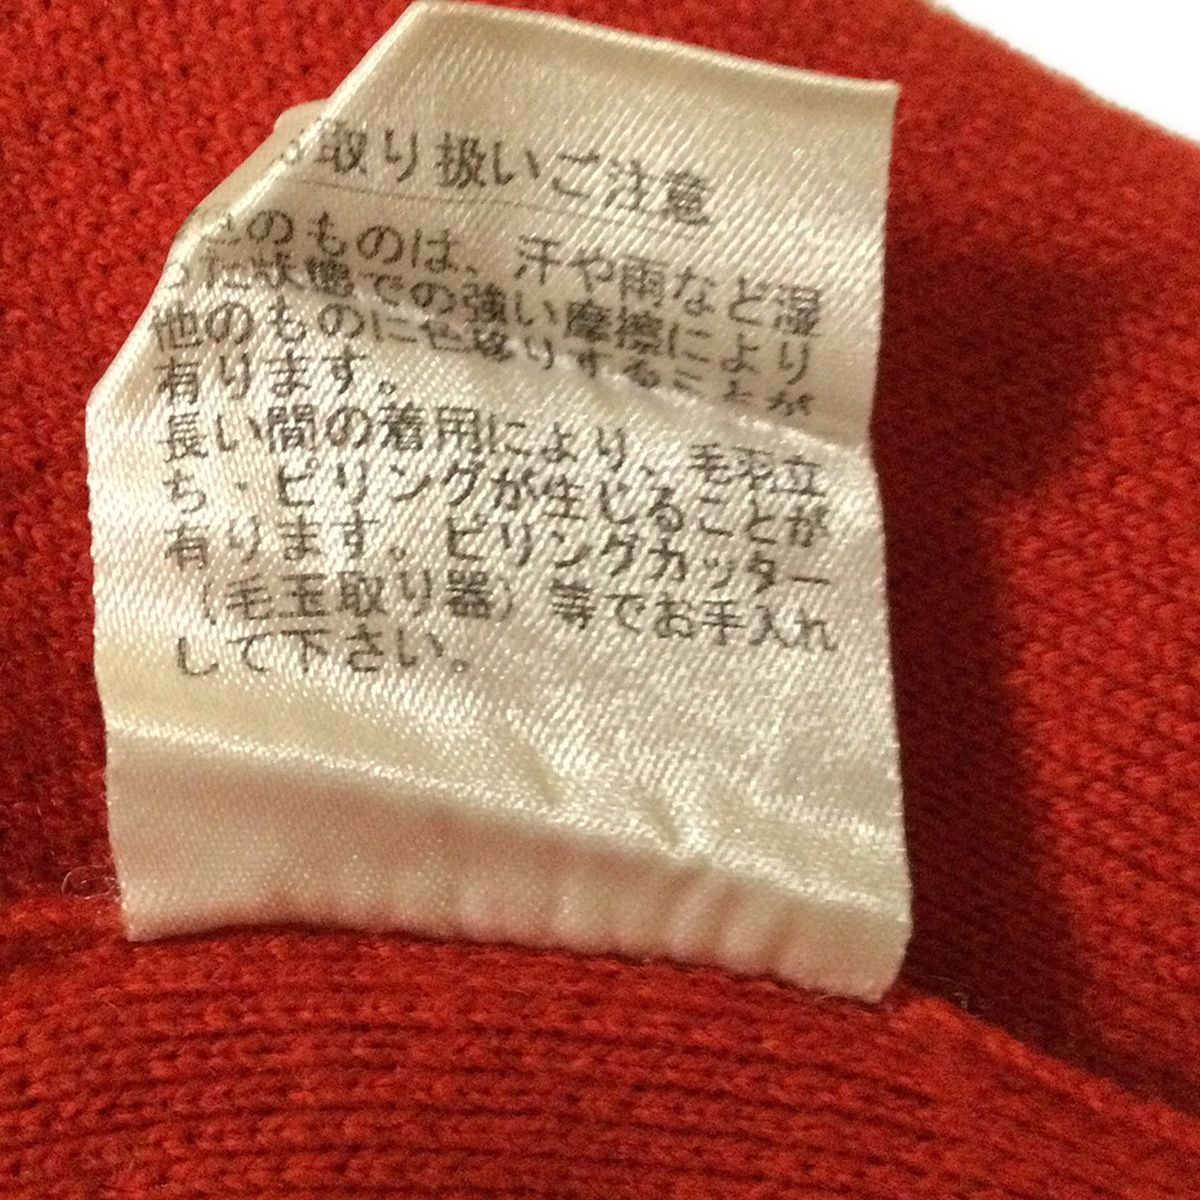 取り扱いご注意
色のものは、汗や雨など湿
った状態での強い摩擦により
他のものに色移りすることが
有ります。
長い間の着用により、毛羽立
ち、ピリングが生じることが
有ります。ピリングカッター
(毛玉取り器)等でお手入れ
して下さい。